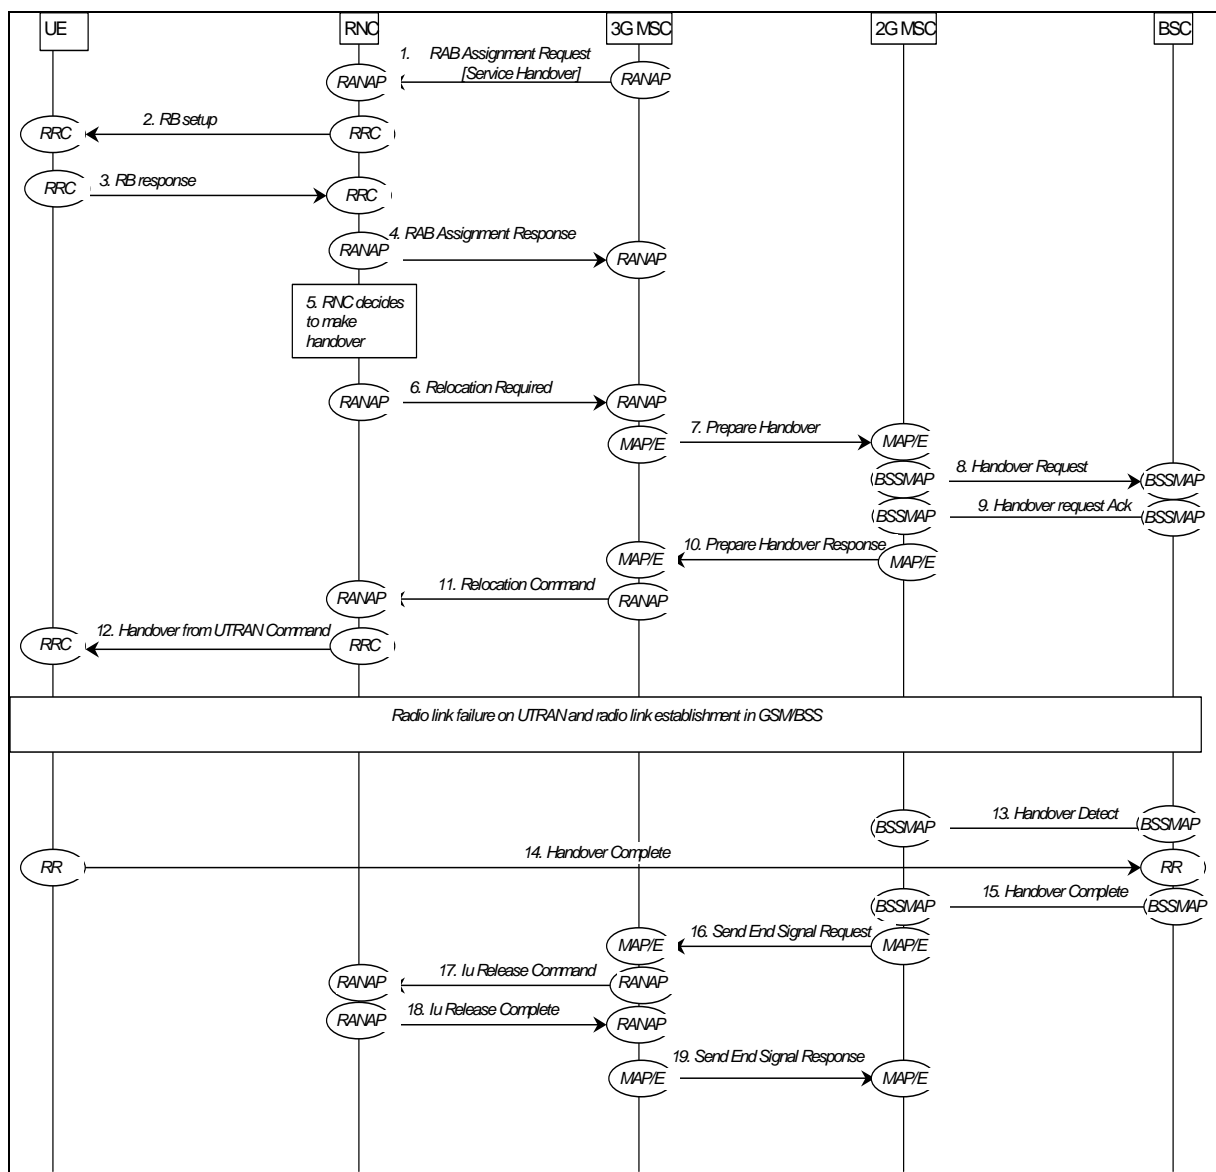 UE RNC 3G MSC 2G MSC BSC
1. RAB Assignment Request
[Service Handover]
RANAP RANAP
2. RB setup
RRC RRC
3. RB response
RRC RRC
4. RAB Assignment Response
RANAP RANAP
5. RNC decides
to make
handover
6. Relocation Required
RANAP RANAP
7. Prepare Handover
MAP/E MAP/E
8. Handover Request
BSSMAP BSSMAP
9. Handover request Ack
BSSMAP BSSMAP
10. Prepare Handover Response
MAP/E MAP/E
11. Relocation Command
RANAP RANAP
12. Handover from UTRAN Command
RRC RRC
Radio link failure on UTRAN and radio link establishment in GSM/BSS
13. Handover Detect
BSSMAP BSSMAP
14. Handover Complete
RR RR
15. Handover Complete
BSSMAP BSSMAP
16. Send End Signal Request
MAP/E MAP/E
17. Iu Release Command
RANAP RANAP
18. Iu Release Complete
RANAP RANAP
19. Send End Signal Response
MAP/E MAP/E